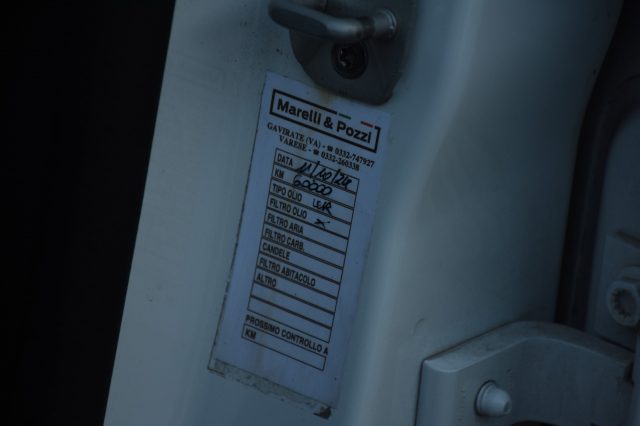 Marelli & Pozzi
GAVIRATE (VA) - ☎ 0332-747927
VARESE - ☎ 0332-260338
DATA 11/10/24
KM 60000
TIPO OLIO
FILTRO OLIO X
FILTRO ARIA
FILTRO CARB.
CANDELE
FILTRO ABITACOLO
ALTRO
PROSSIMO CONTROLLO A
KM